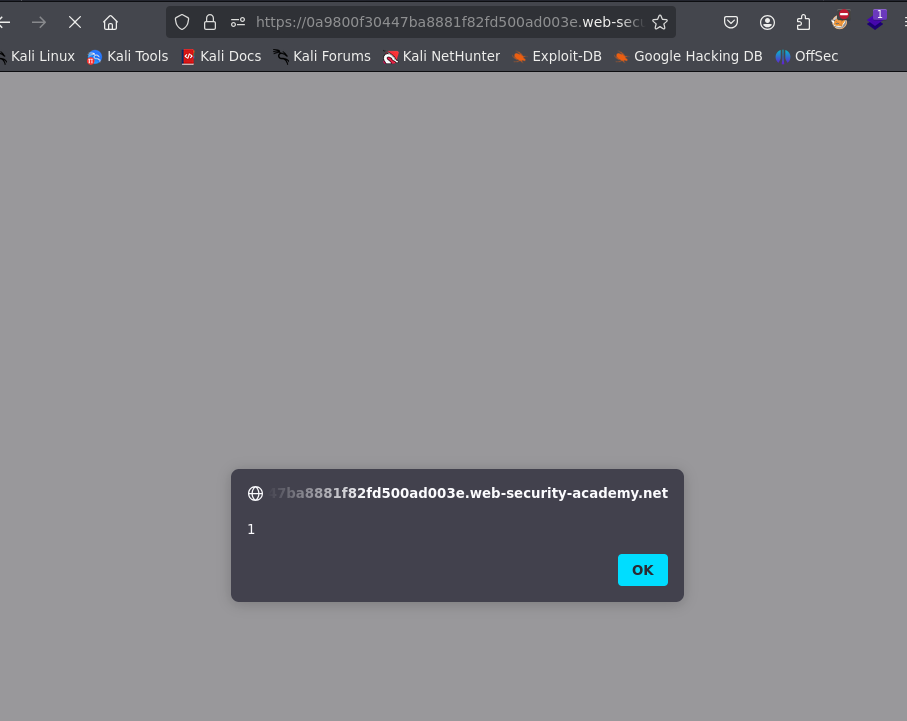 https://0a9800f30447ba8881f82fd500ad003e.web-secu
1
Kali Linux Kali Tools Kali Docs Kali Forums Kali NetHunter Exploit-DB Google Hacking DB OffSec
47ba8881f82fd500ad003e.web-security-academy.net
1
OK